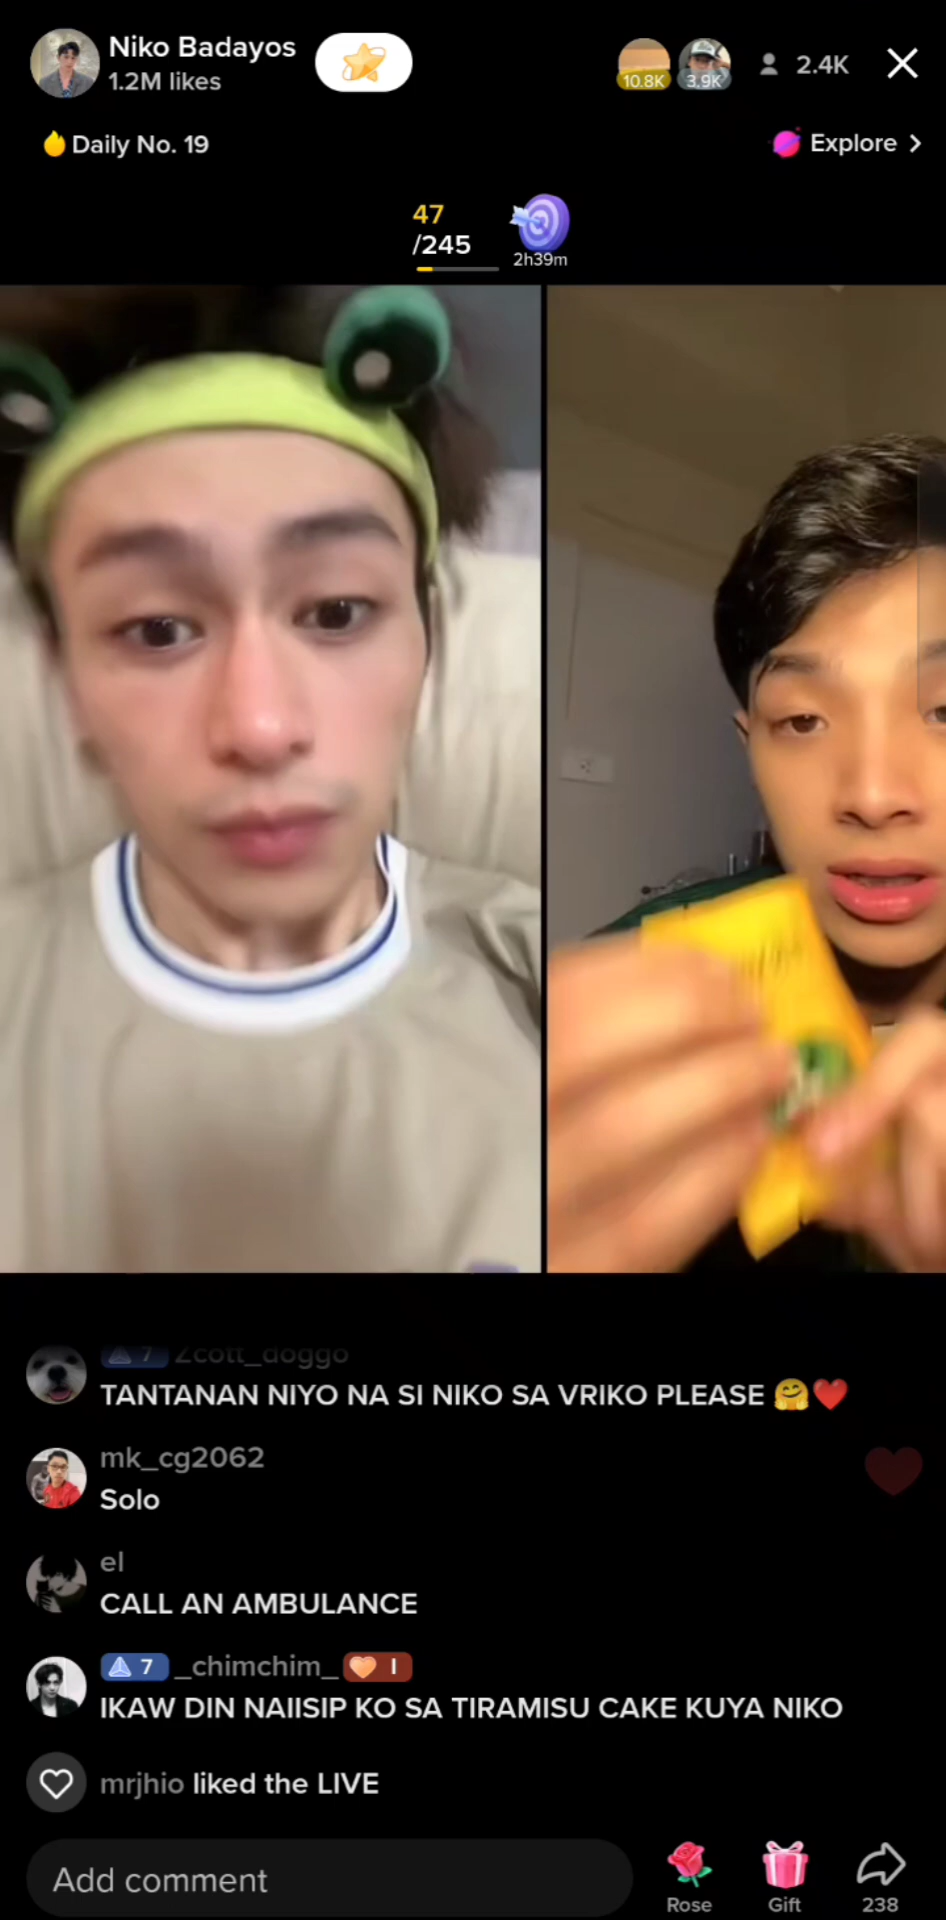 Niko Badayos
1.2M likes
10.8K
3.9K
2.4K
Daily No. 19
Explore >
47
/245
2h39m
7 Zcott_doggo
TANTANAN NIYO NA SI NIKO SA VRIKO PLEASE 🤗❤️
mk_cg2062
Solo
el
CALL AN AMBULANCE
7 _chimchim_ I
IKAW DIN NAIISIP KO SA TIRAMISU CAKE KUYA NIKO
mrjhio liked the LIVE
Add comment
Rose
Gift
238